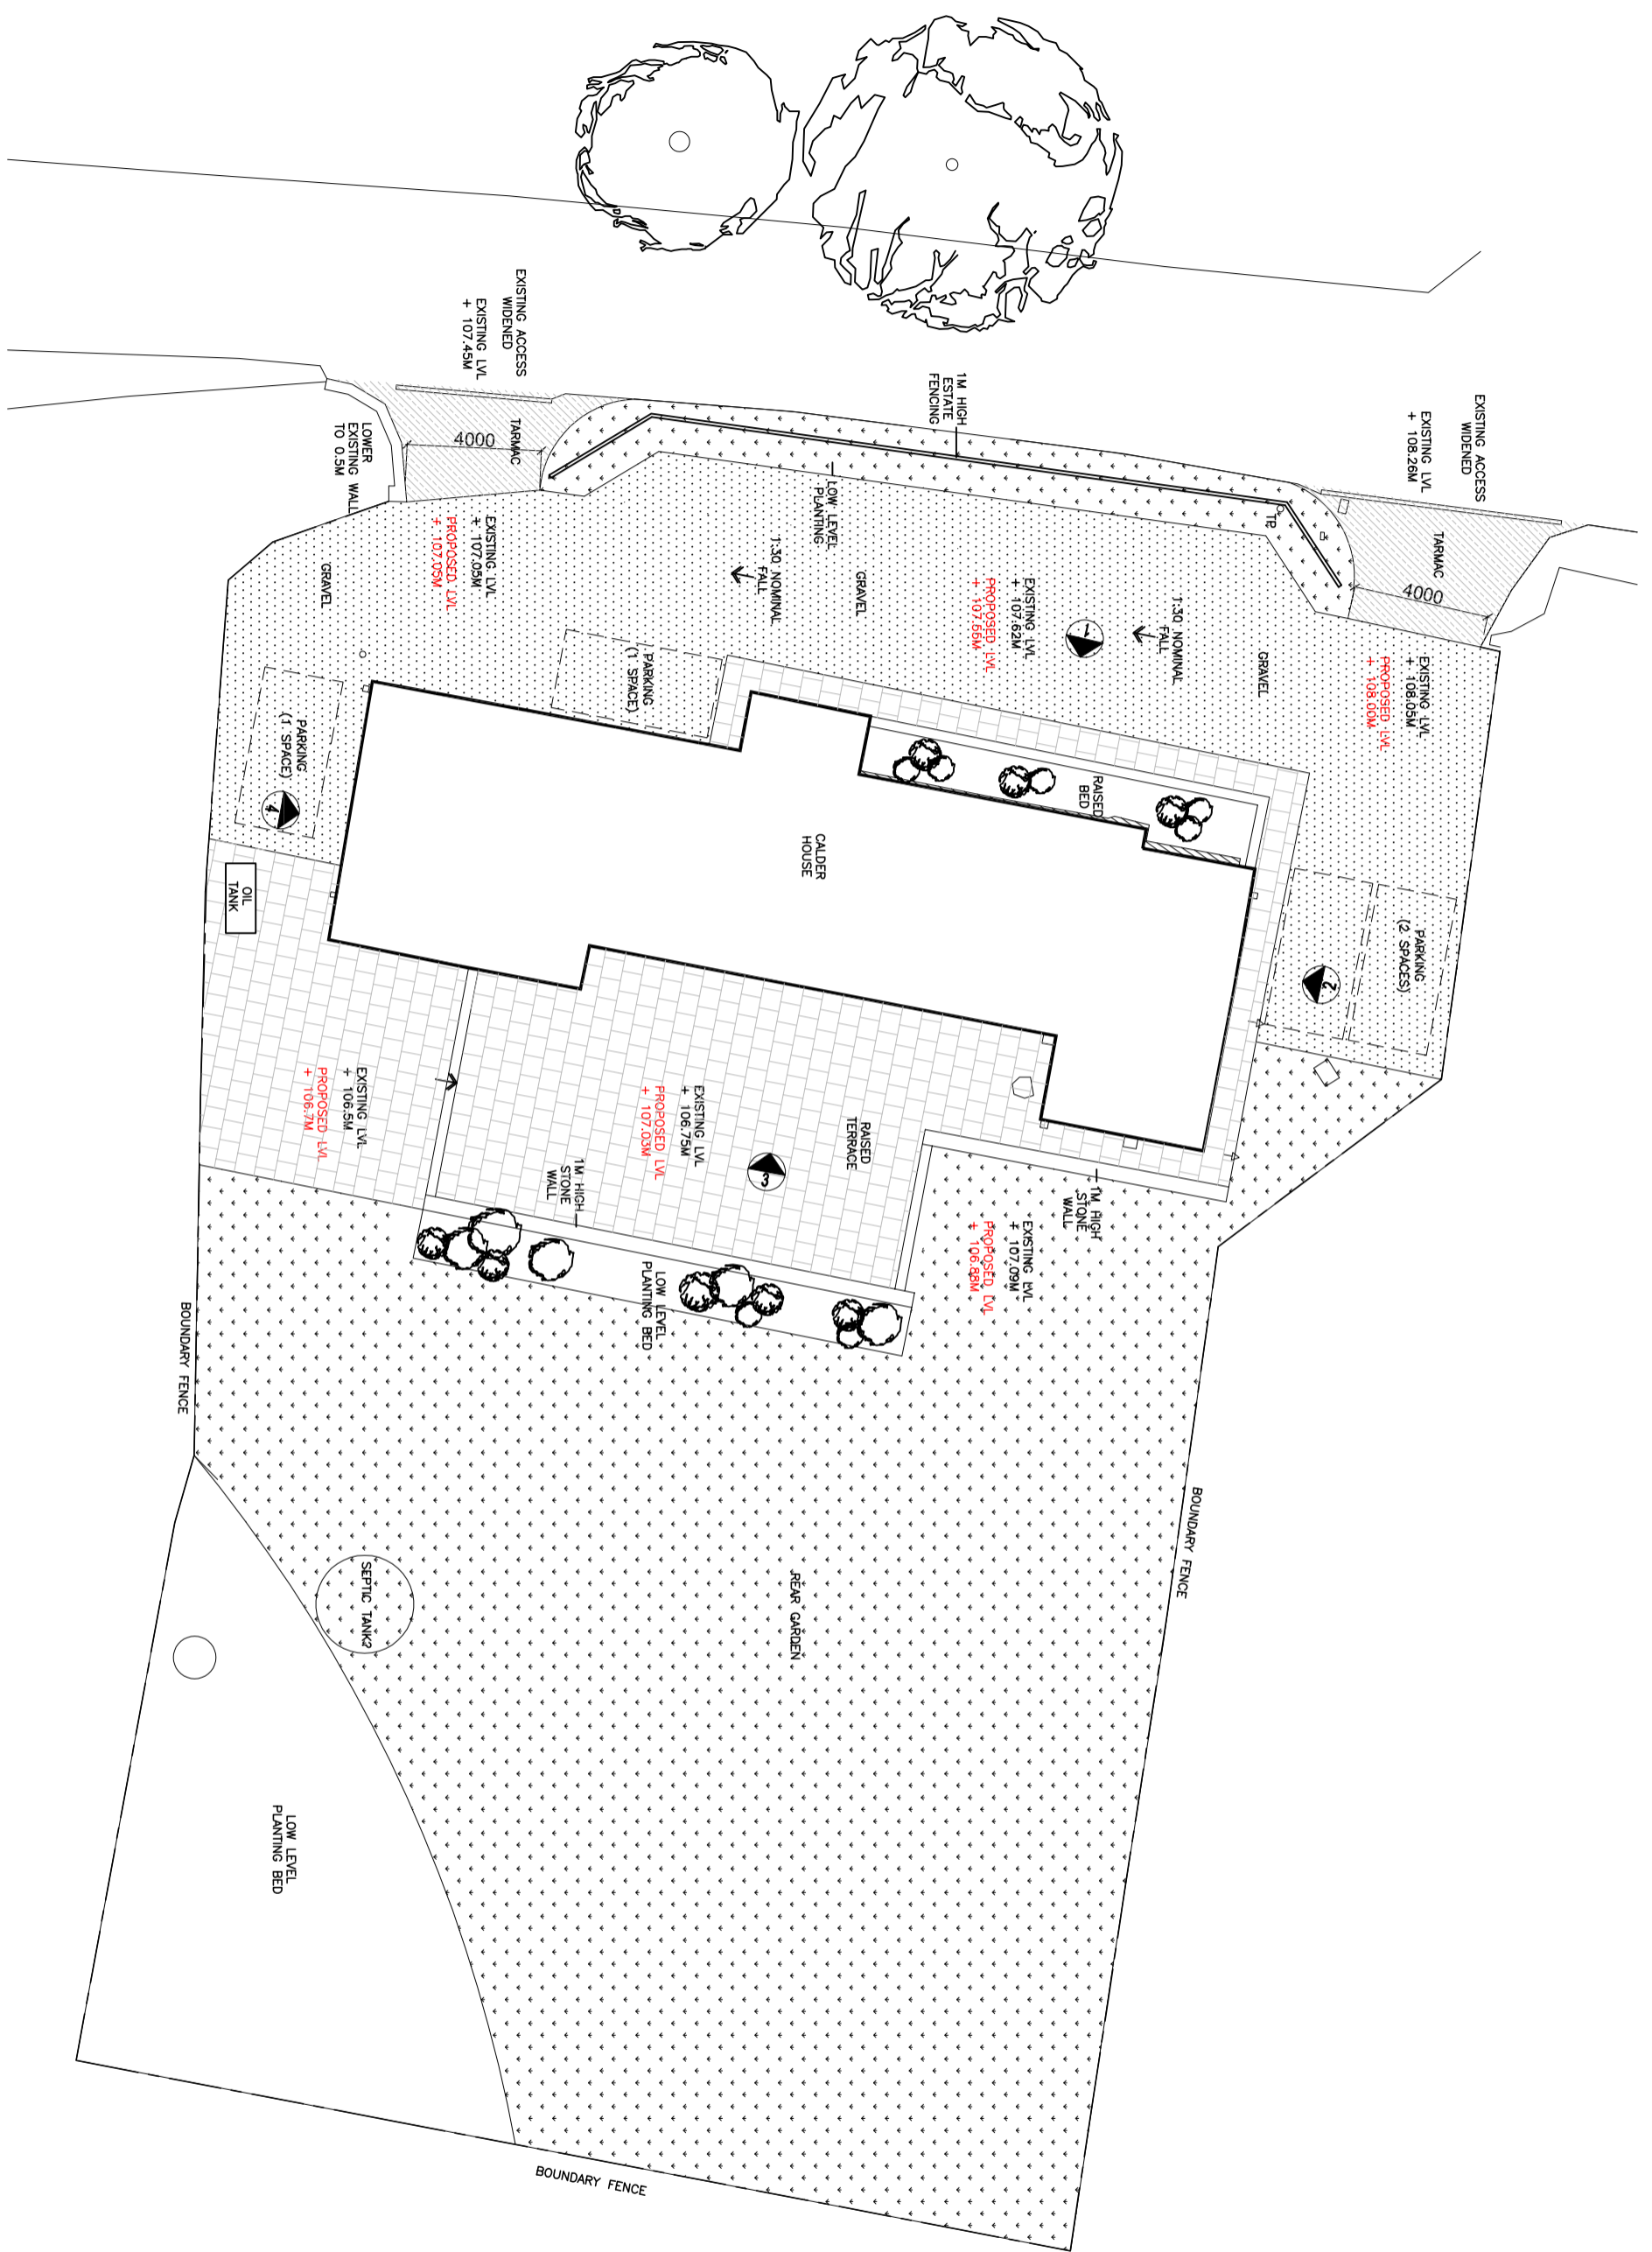 EXISTING ACCESS
WIDENED
EXISTING LVL
+ 107.45M
1M HIGH
ESTATE
FENCING
EXISTING ACCESS
WIDENED
EXISTING LVL
+ 108.26M
LOWER
EXISTING WALL
TO 0.5M
4000
TARMAC
LOW LEVEL
PLANTING
TP
TARMAC
4000
GRAVEL
EXISTING LVL
+ 107.05M
PROPOSED LVL
+ 107.05M
1:30 NOMINAL
FALL
GRAVEL
EXISTING LVL
+ 107.62M
PROPOSED LVL
+ 107.55M
1
1:30 NOMINAL
FALL
GRAVEL
EXISTING LVL
+ 108.05M
PROPOSED LVL
+ 108.00M
PARKING
(1 SPACE)
PARKING
(1 SPACE)
4
RAISED
BED
CALDER
HOUSE
OIL
TANK
PARKING
(2 SPACES)
2
EXISTING LVL
+ 106.5M
PROPOSED LVL
+ 106.7M
EXISTING LVL
+ 106.75M
PROPOSED LVL
+ 107.03M
RAISED
TERRACE
3
1M HIGH
STONE
WALL
1M HIGH
STONE
WALL
EXISTING LVL
+ 107.09M
PROPOSED LVL
+ 106.88M
LOW LEVEL
PLANTING BED
BOUNDARY FENCE
BOUNDARY FENCE
SEPTIC TANK?
REAR GARDEN
LOW LEVEL
PLANTING BED
BOUNDARY FENCE